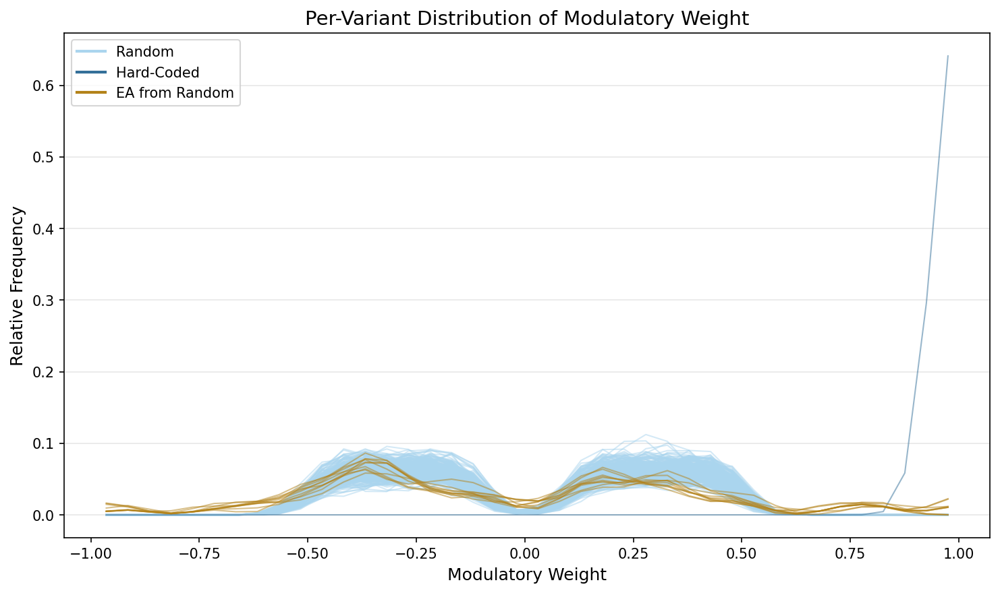 Per-Variant Distribution of Modulatory Weight
Random
Hard-Coded
EA from Random
Relative Frequency
0.6
0.5
0.4
0.3
0.2
0.1
0.0
−1.00 −0.75 −0.50 −0.25 0.00 0.25 0.50 0.75 1.00
Modulatory Weight